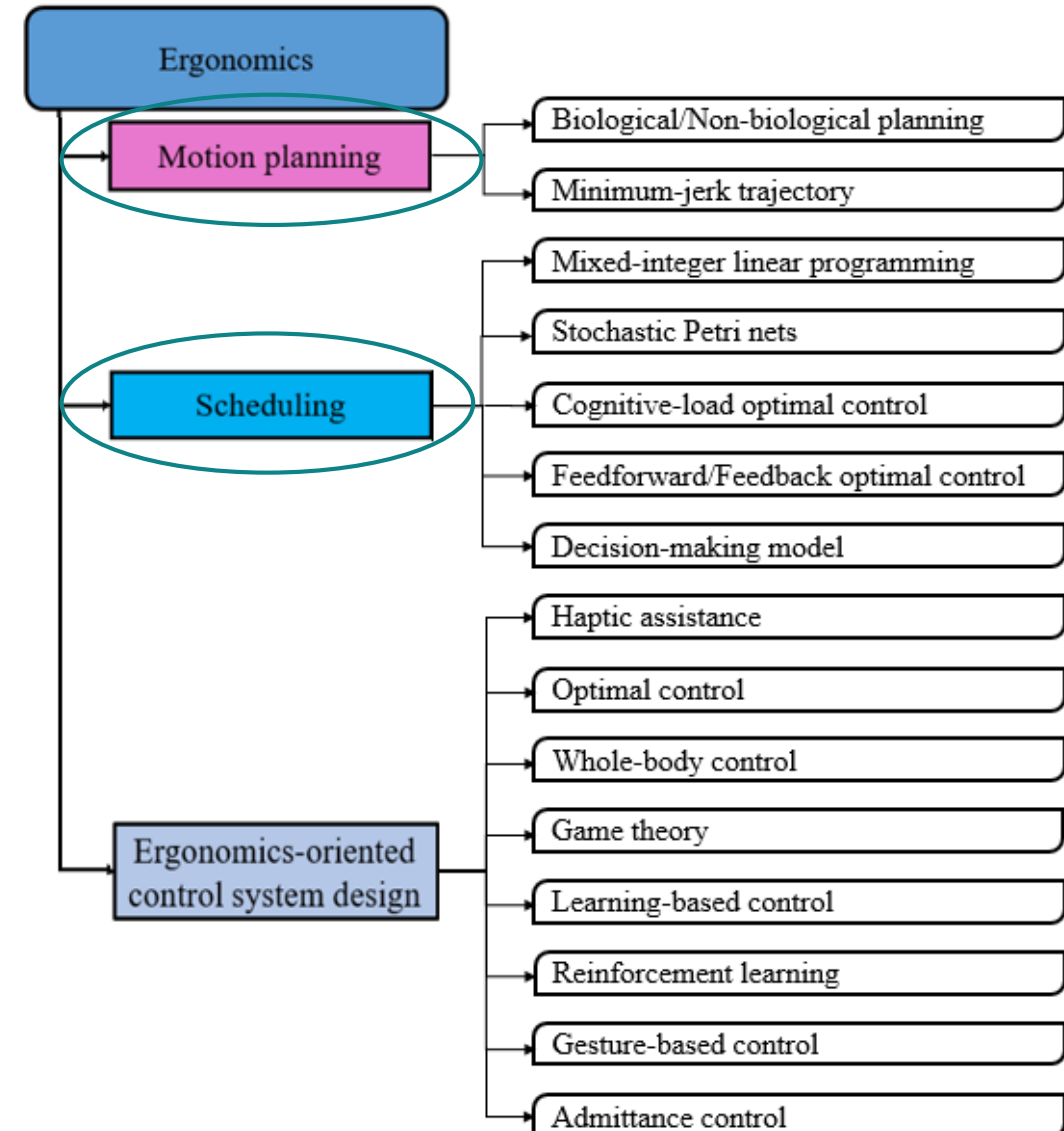 Ergonomics
Motion planning
Biological/Non-biological planning
Minimum-jerk trajectory
Scheduling
Mixed-integer linear programming
Stochastic Petri nets
Cognitive-load optimal control
Feedforward/Feedback optimal control
Decision-making model
Ergonomics-oriented
control system design
Haptic assistance
Optimal control
Whole-body control
Game theory
Learning-based control
Reinforcement learning
Gesture-based control
Admittance control